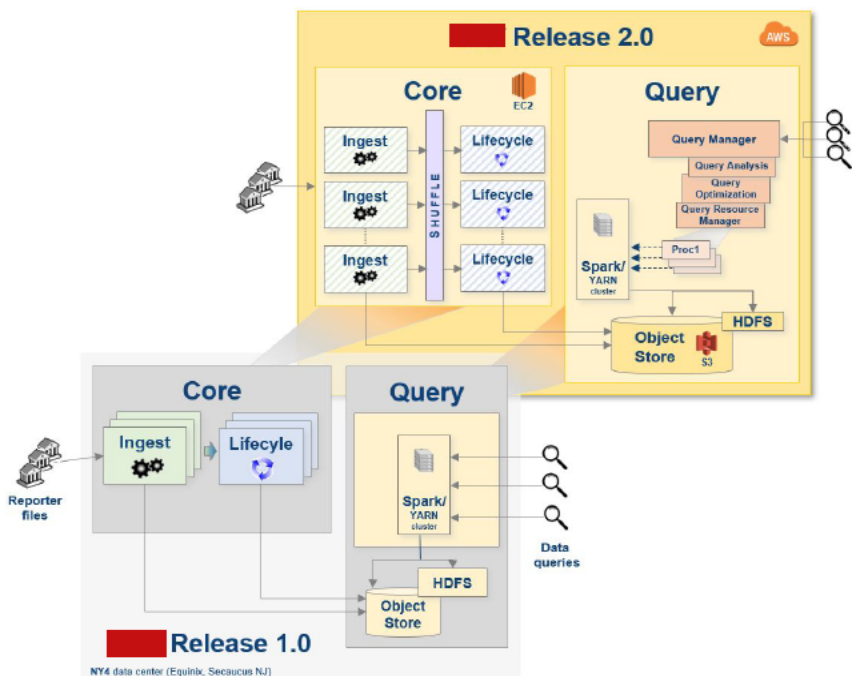 Release 2.0
AWS
Core
EC2
Query
Ingest
Lifecycle
Ingest
Lifecycle
Ingest
Lifecycle
SHUFFLE
Query Manager
Query Analysis
Query
Optimization
Query Resource
Manager
Proc1
Spark/
YARN
cluster
HDFS
Object
Store
S3
Core
Query
Ingest
Lifecyle
Reporter
files
Spark/
YARN
cluster
Data
queries
HDFS
Object
Store
Release 1.0
NY4 data center (Equinix, Secaucus NJ)